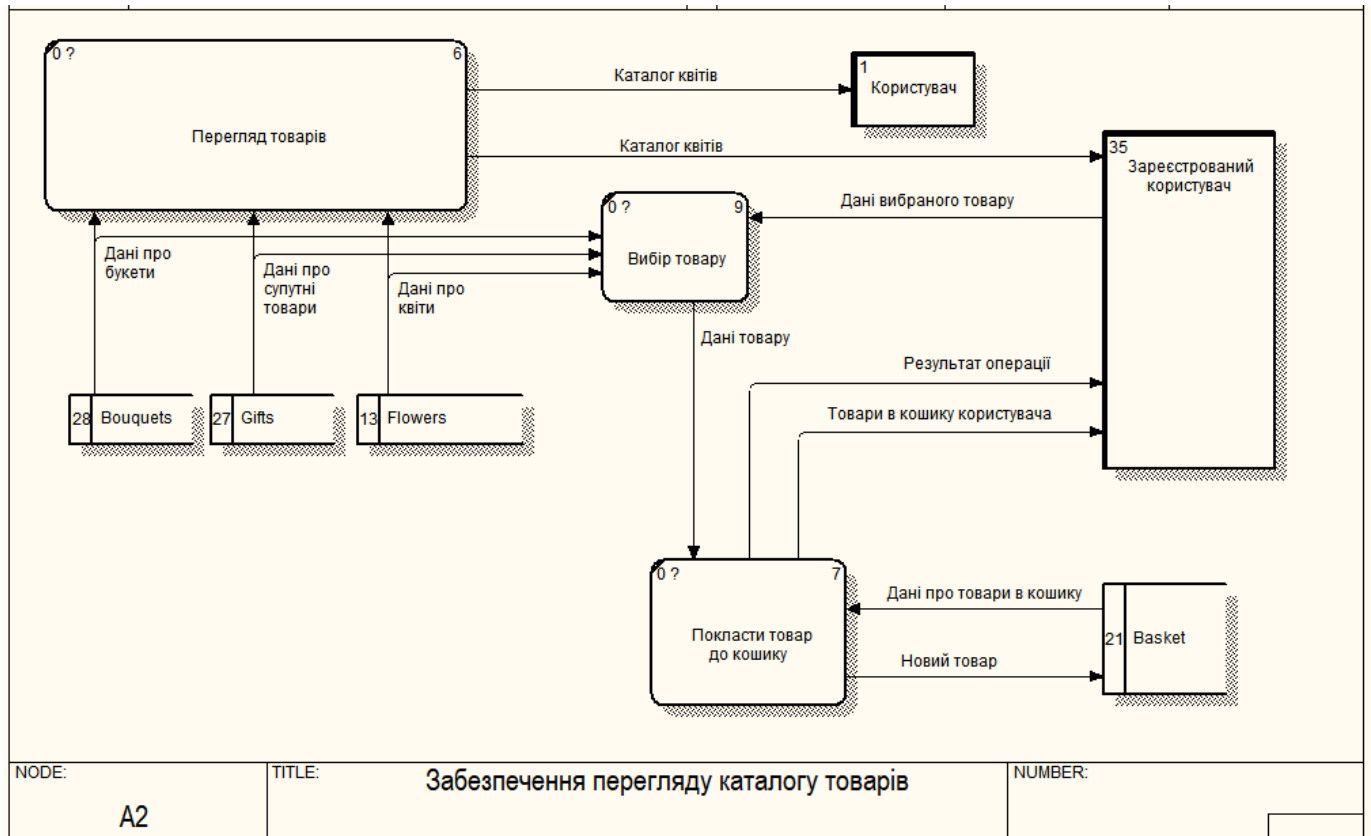 0 ?
6
Перегляд товарів
Каталог квітів
1
Користувач
Каталог квітів
35
Зареєстрований
користувач
0 ?
9
Вибір товару
Дані вибраного товару
Дані про
букети
Дані про
супутні
товари
Дані про
квіти
Дані товару
Результат операції
Товари в кошику користувача
28
Bouquets
27
Gifts
13
Flowers
0 ?
7
Покласти товар
до кошику
Дані про товари в кошику
Новий товар
21
Basket
NODE:
A2
TITLE:
Забезпечення перегляду каталогу товарів
NUMBER: